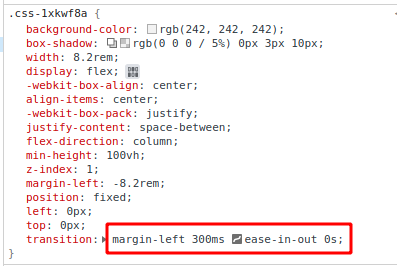 .css-1xkwf8a {
background-color: rgb(242, 242, 242);
box-shadow: rgb(0 0 0 / 5%) 0px 3px 10px;
width: 8.2rem;
display: flex;
-webkit-box-align: center;
align-items: center;
-webkit-box-pack: justify;
justify-content: space-between;
flex-direction: column;
min-height: 100vh;
z-index: 1;
margin-left: -8.2rem;
position: fixed;
left: 0px;
top: 0px;
transition: margin-left 300ms ease-in-out 0s;
}